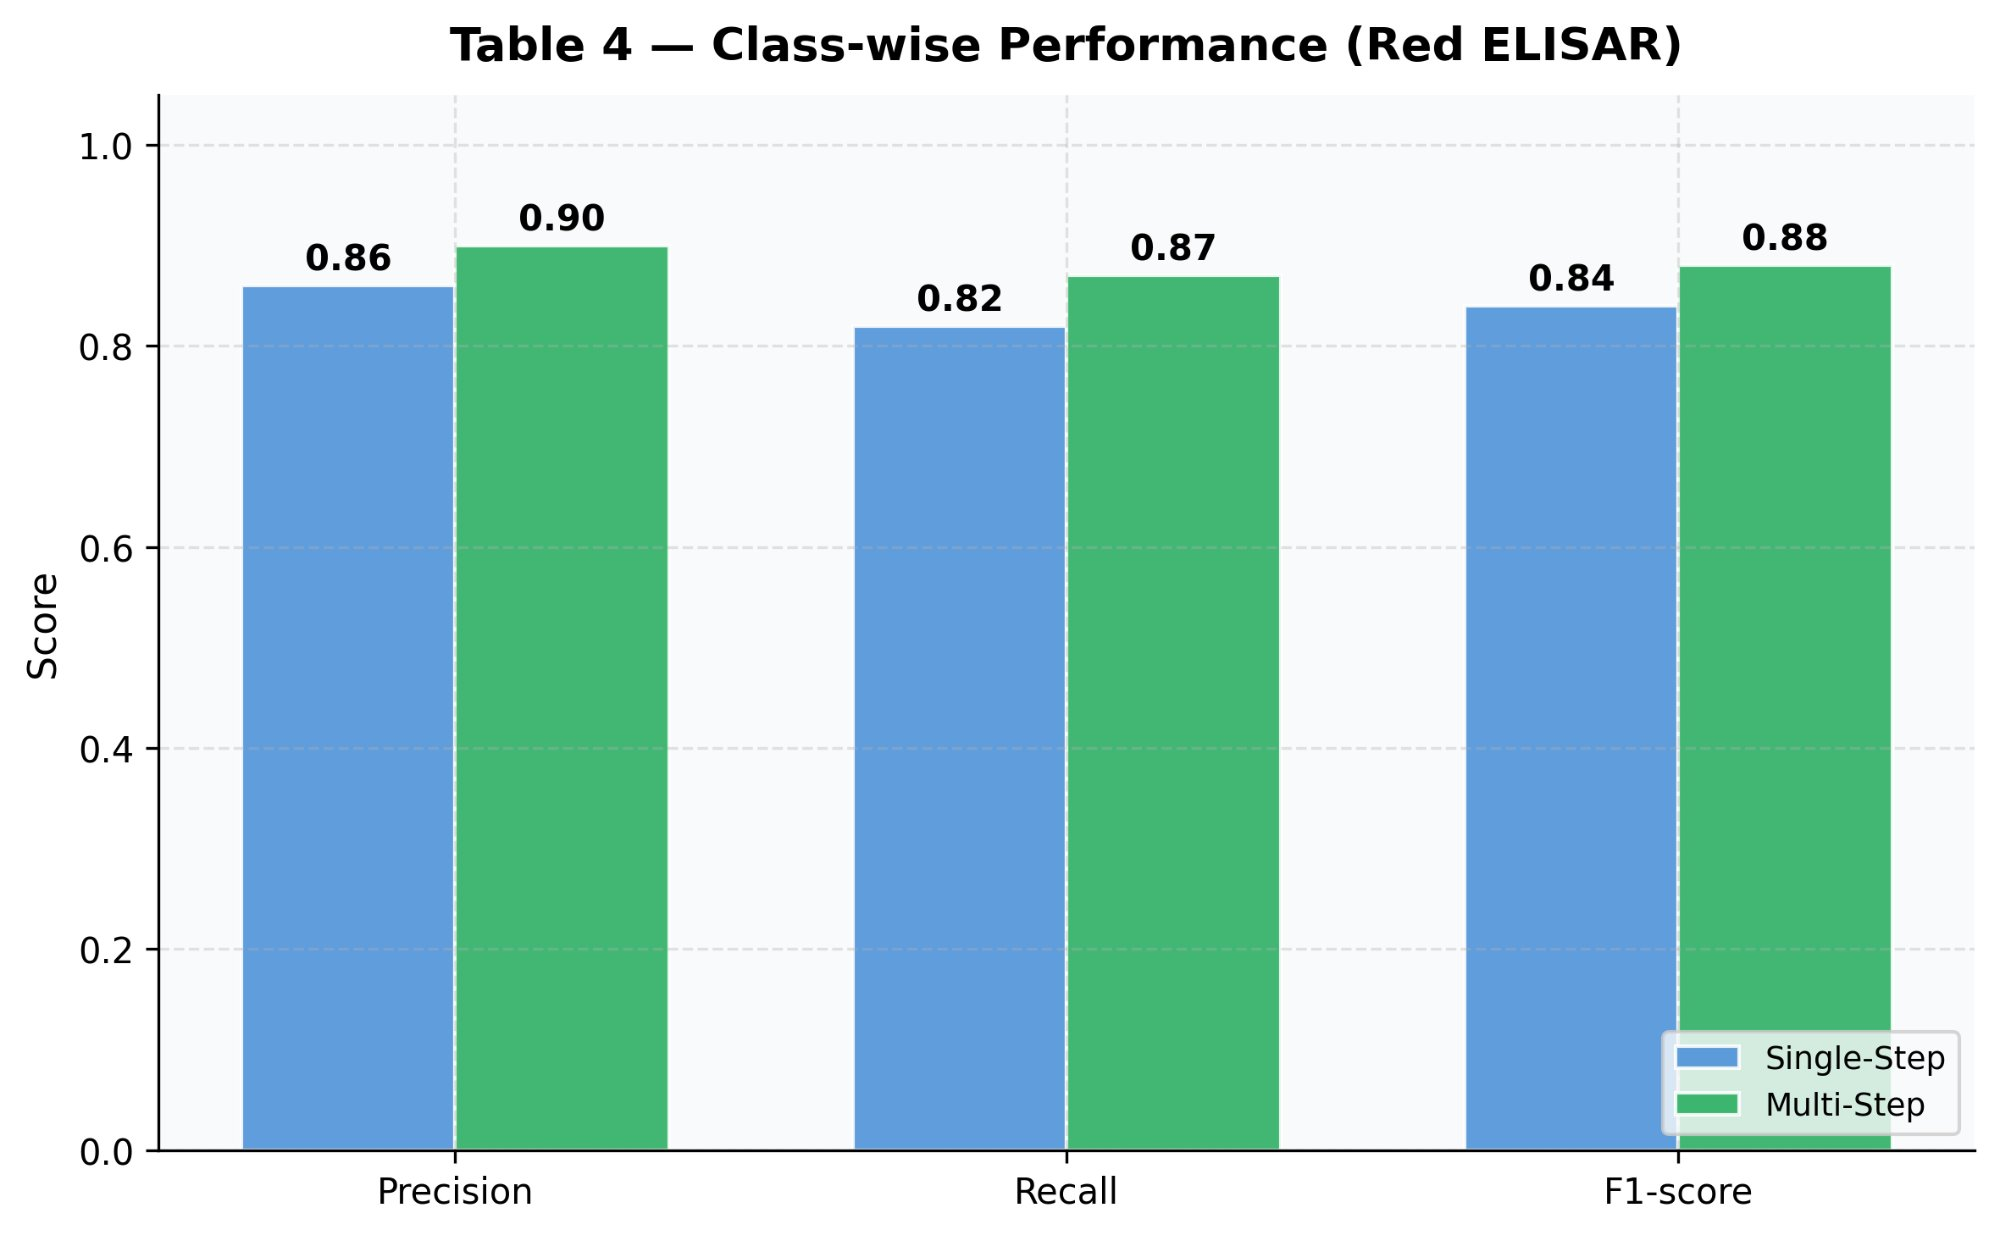 Table 4 — Class-wise Performance (Red ELISAR)
1.0
0.8
0.6
0.4
0.2
0.0
Score
0.86
0.90
0.82
0.87
0.84
0.88
Single-Step
Multi-Step
Precision
Recall
F1-score